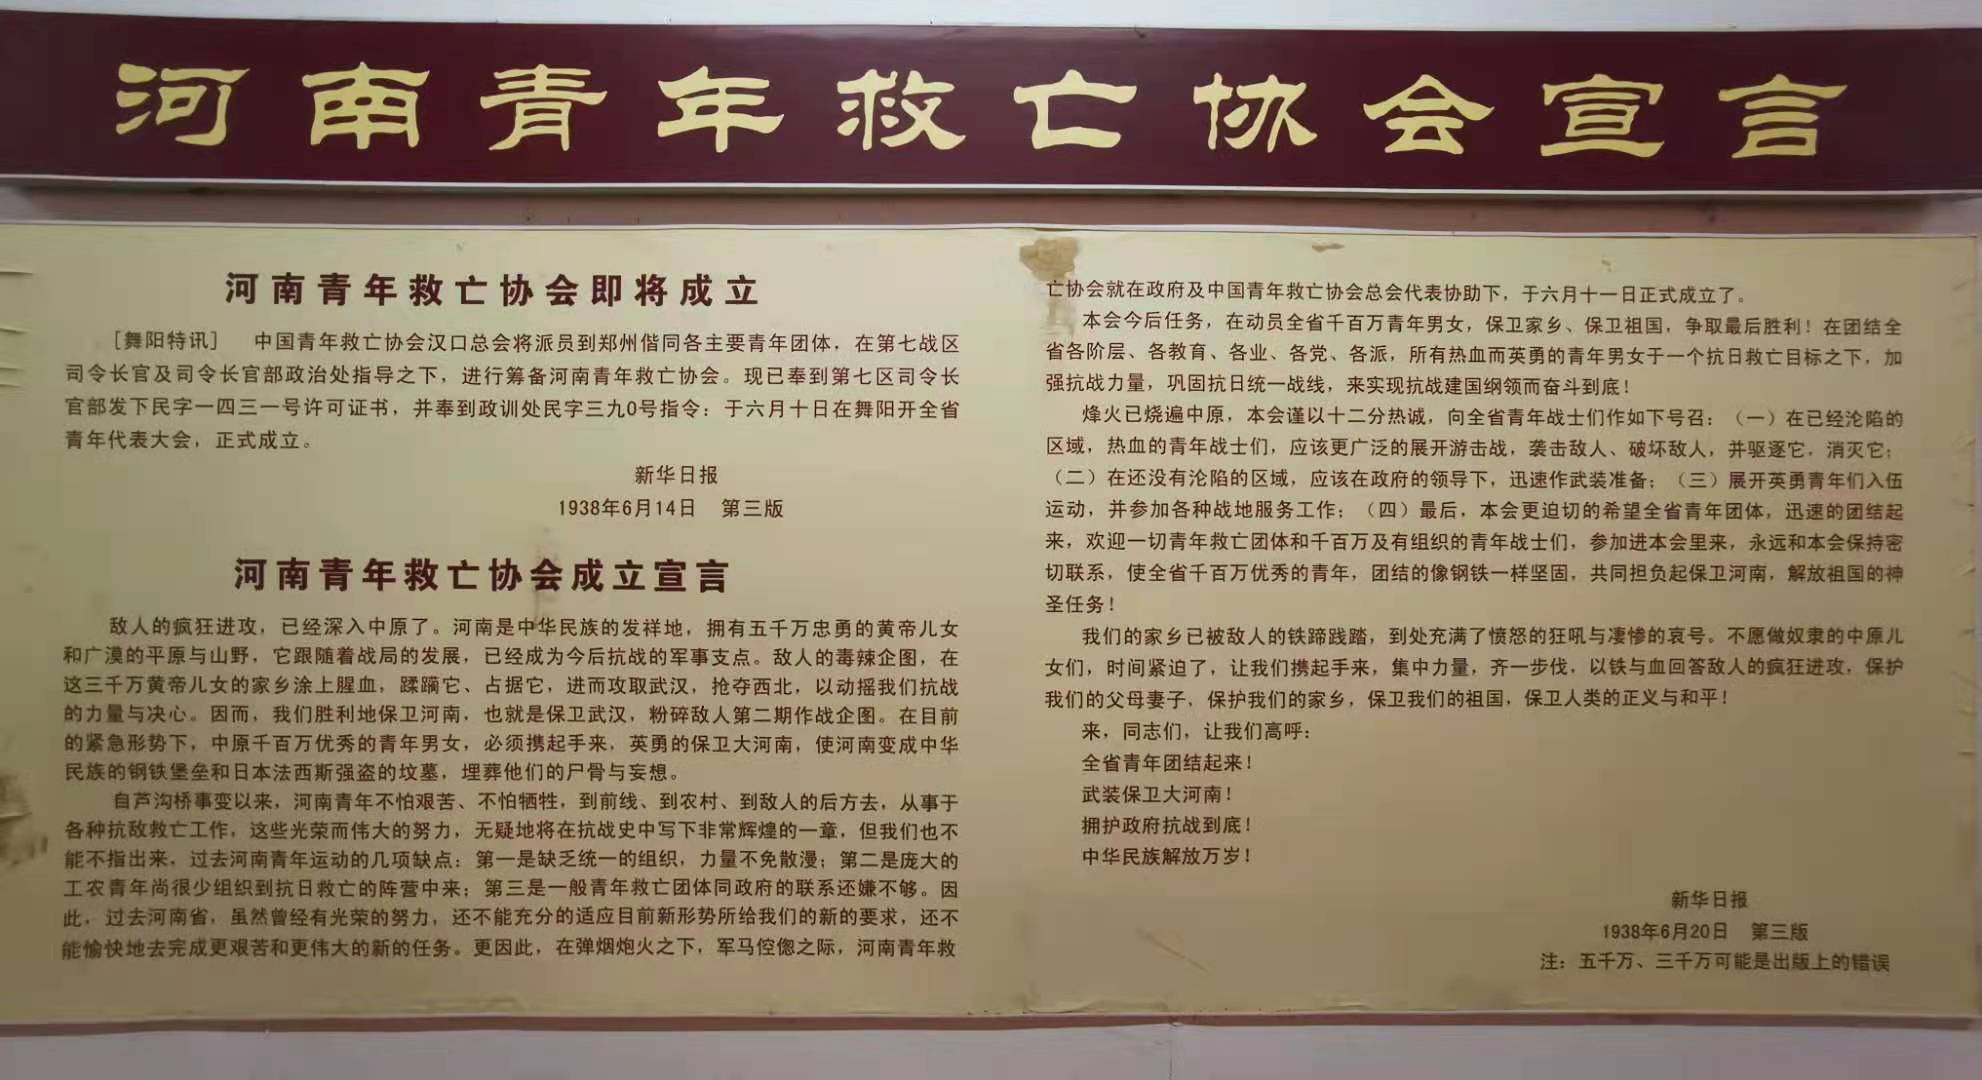 河南青年救亡协会宣言
河南青年救亡协会即将成立
［舞阳特讯］ 中国青年救亡协会汉口总会将派员到郑州偕同各主要青年团体，在第七战区
司令长官及司令长官部政治处指导之下，进行筹备河南青年救亡协会。现已奉到第七区司令长
官部发下民字一四三一号许可证书，并奉到政训处民字三九0号指令：于六月十日在舞阳开全省
青年代表大会，正式成立。
新华日报
1938年6月14日 第三版
河南青年救亡协会成立宣言
敌人的疯狂进攻，已经深入中原了。河南是中华民族的发祥地，拥有五千万忠勇的黄帝儿女
和广漠的平原与山野，它跟随着战局的发展，已经成为今后抗战的军事支点。敌人的毒辣企图，在
这三千万黄帝儿女的家乡涂上腥血，蹂躏它、占据它，进而攻取武汉，抢夺西北，以动摇我们抗战
的力量与决心。因而，我们胜利地保卫河南，也就是保卫武汉，粉碎敌人第二期作战企图。在目前
的紧急形势下，中原千百万优秀的青年男女，必须携起手来，英勇的保卫大河南，使河南变成中华
民族的钢铁堡垒和日本法西斯强盗的坟墓，埋葬他们的尸骨与妄想。
自芦沟桥事变以来，河南青年不怕艰苦、不怕牺牲，到前线、到农村、到敌人的后方去，从事于
各种抗敌救亡工作，这些光荣而伟大的努力，无疑地将在抗战史中写下非常辉煌的一章，但我们也不
能不指出来，过去河南青年运动的几项缺点：第一是缺乏统一的组织，力量不免散漫；第二是庞大的
工农青年尚很少组织到抗日救亡的阵营中来；第三是一般青年救亡团体同政府的联系还嫌不够。因
此，过去河南省，虽然曾经有光荣的努力，还不能充分的适应目前新形势所给我们的新的要求，还不
能愉快地去完成更艰苦和更伟大的新的任务。更因此，在弹烟炮火之下，军马倥偬之际，河南青年救
亡协会就在政府及中国青年救亡协会总会代表协助下，于六月十一日正式成立了。
本会今后任务，在动员全省千百万青年男女，保卫家乡、保卫祖国，争取最后胜利！在团结全
省各阶层、各教育、各业、各党、各派，所有热血而英勇的青年男女于一个抗日救亡目标之下，加
强抗战力量，巩固抗日统一战线，来实现抗战建国纲领而奋斗到底！
烽火已烧遍中原，本会谨以十二分热诚，向全省青年战士们作如下号召：（一）在已经沦陷的
区域，热血的青年战士们，应该更广泛的展开游击战，袭击敌人、破坏敌人，并驱逐它，消灭它；
（二）在还没有沦陷的区域，应该在政府的领导下，迅速作武装准备；（三）展开英勇青年们入伍
运动，并参加各种战地服务工作；（四）最后，本会更迫切的希望全省青年团体，迅速的团结起
来，欢迎一切青年救亡团体和千百万及有组织的青年战士们，参加进本会里来，永远和本会保持密
切联系，使全省千百万优秀的青年，团结的像钢铁一样坚固，共同担负起保卫河南，解放祖国的神
圣任务！
我们的家乡已被敌人的铁蹄践踏，到处充满了愤怒的狂吼与凄惨的哀号。不愿做奴隶的中原儿
女们，时间紧迫了，让我们携起手来，集中力量，齐一步伐，以铁与血回答敌人的疯狂进攻，保护
我们的父母妻子，保护我们的家乡，保卫我们的祖国，保卫人类的正义与和平！
来，同志们，让我们高呼：
全省青年团结起来！
武装保卫大河南！
拥护政府抗战到底！
中华民族解放万岁！
新华日报
1938年6月20日 第三版
注：五千万、三千万可能是出版上的错误